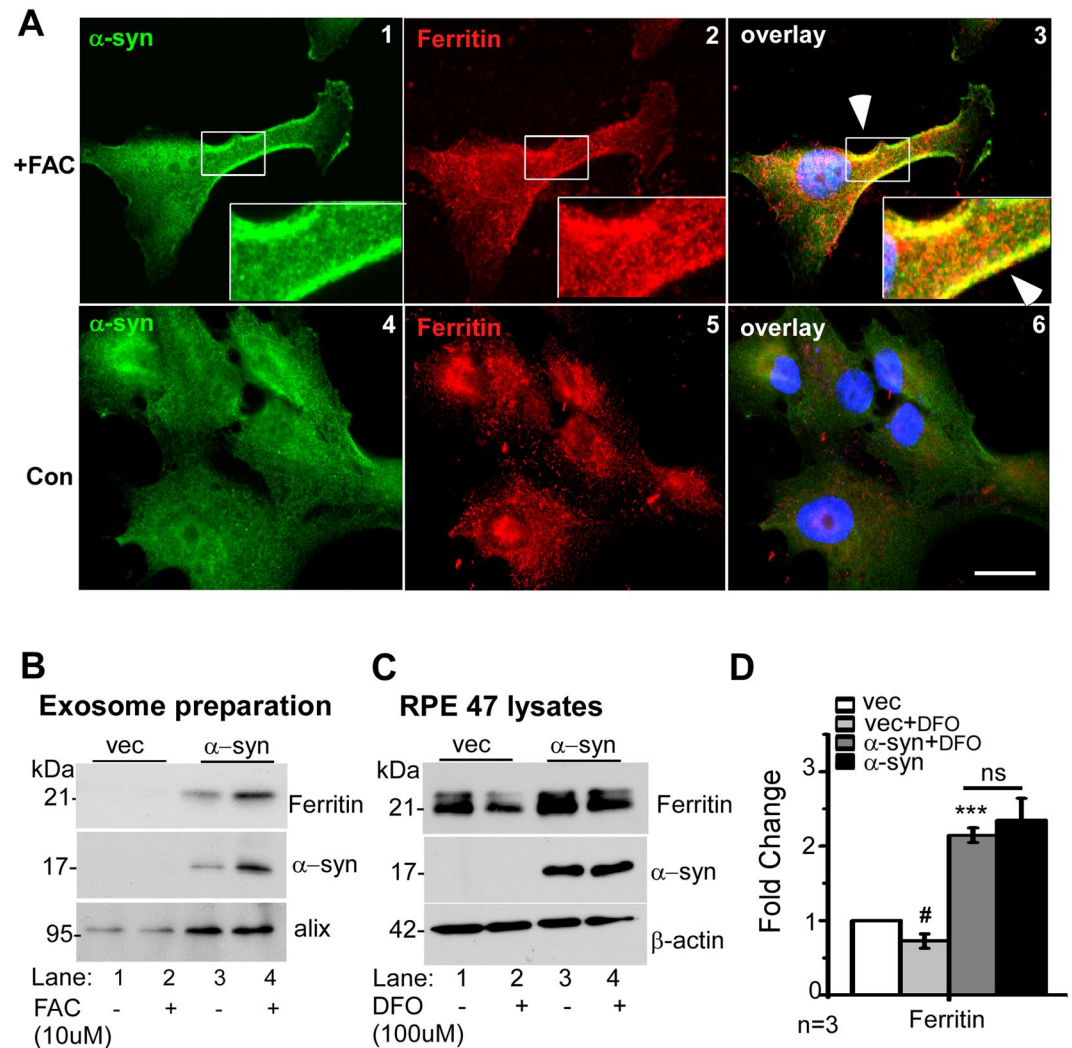 A
α-syn 1
Ferritin 2
overlay 3
+FAC
α-syn 4
Ferritin 5
overlay 6
Con
B
Exosome preparation
vec α–syn
kDa
21- Ferritin
17- α–syn
95- alix
Lane: 1 2 3 4
FAC - + - +
(10uM)
C
RPE 47 lysates
vec α–syn
kDa
21- Ferritin
17- α–syn
42- β-actin
1 2 3 4
DFO - + - +
(100uM)
D
vec
vec+DFO
α-syn+DFO
α-syn
Fold Change
3
2
1
0
#
***
ns
n=3 Ferritin